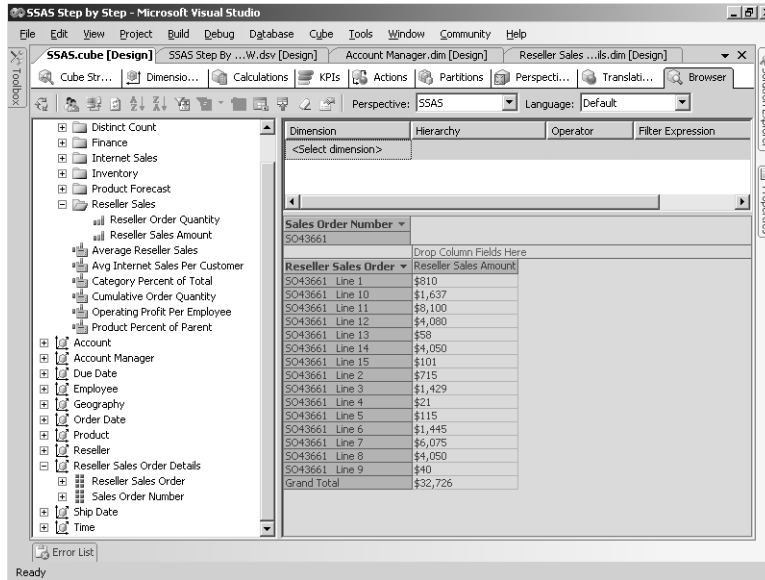 SSAS Step by Step - Microsoft Visual Studio
File Edit View Project Build Debug Database Cube Tools Window Community Help
SSAS.cube [Design] SSAS Step By ...W.dsv [Design] Account Manager.dim [Design] Reseller Sales ...ils.dim [Design]
Cube Str... Dimensio... Calculations KPIs Actions Partitions Perspecti... Translati... Browser
Perspective: SSAS Language: Default
Toolbox
Solution Explorer
Properties
Distinct Count
Finance
Internet Sales
Inventory
Product Forecast
Reseller Sales
Reseller Order Quantity
Reseller Sales Amount
Average Reseller Sales
Avg Internet Sales Per Customer
Category Percent of Total
Cumulative Order Quantity
Operating Profit Per Employee
Product Percent of Parent
Account
Account Manager
Due Date
Employee
Geography
Order Date
Product
Reseller
Reseller Sales Order Details
Reseller Sales Order
Sales Order Number
Ship Date
Time
Dimension Hierarchy Operator Filter Expression
<Select dimension>
Sales Order Number
SO43661
Drop Column Fields Here
Reseller Sales Order Reseller Sales Amount
SO43661 Line 1 $810
SO43661 Line 10 $1,637
SO43661 Line 11 $8,100
SO43661 Line 12 $4,080
SO43661 Line 13 $58
SO43661 Line 14 $4,050
SO43661 Line 15 $101
SO43661 Line 2 $715
SO43661 Line 3 $1,429
SO43661 Line 4 $21
SO43661 Line 5 $115
SO43661 Line 6 $1,445
SO43661 Line 7 $6,075
SO43661 Line 8 $4,050
SO43661 Line 9 $40
Grand Total $32,726
Error List
Ready